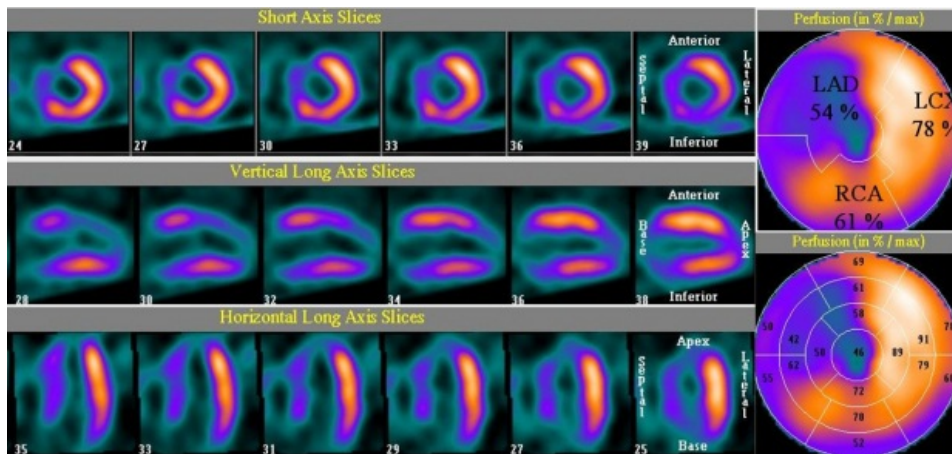 Short Axis Slices
24
27
30
33
36
39
Anterior
Septal
Lateral
Inferior
Vertical Long Axis Slices
28
30
32
34
36
38
Anterior
Base
Apex
Inferior
Horizontal Long Axis Slices
35
33
31
29
27
25
Apex
Septal
Lateral
Base
Perfusion (in % / max)
LAD
54 %
LCX
78 %
RCA
61 %
Perfusion (in % / max)
69
61
58
50
42
91
62
50
46
89
79
55
72
70
52